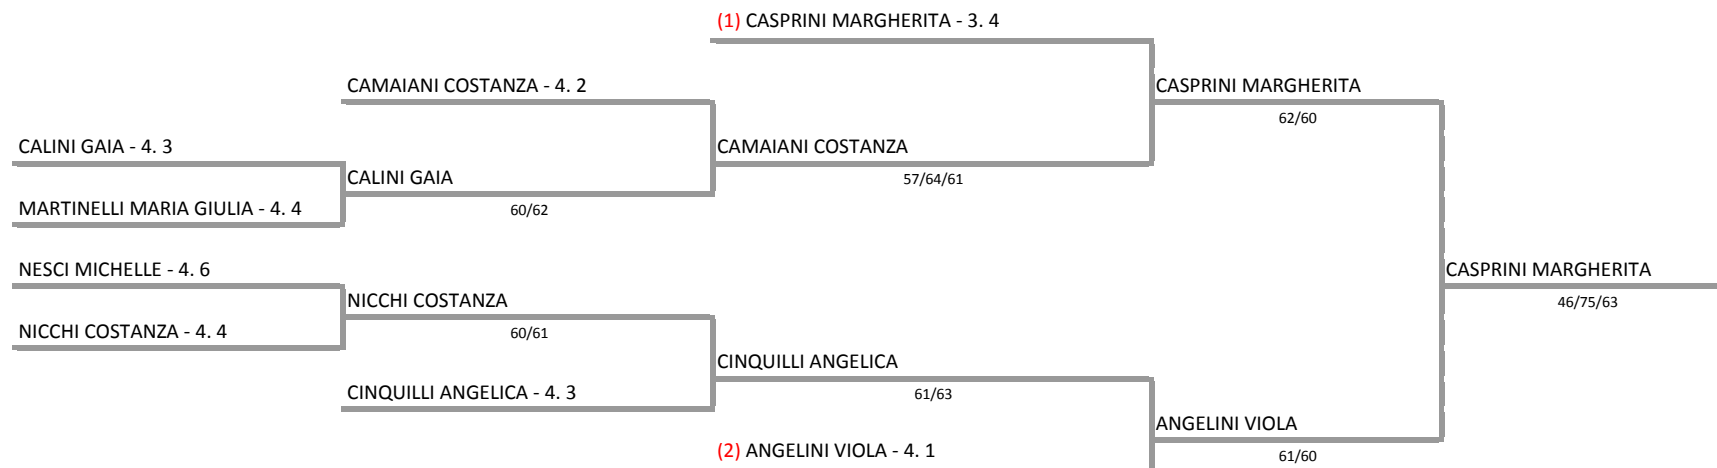 (1) CASPRINI MARGHERITA - 3. 4
CAMAIANI COSTANZA - 4. 2
CASPRINI MARGHERITA
62/60
CALINI GAIA - 4. 3
CAMAIANI COSTANZA
57/64/61
CALINI GAIA
60/62
MARTINELLI MARIA GIULIA - 4. 4
NESCI MICHELLE - 4. 6
CASPRINI MARGHERITA
46/75/63
NICCHI COSTANZA
60/61
NICCHI COSTANZA - 4. 4
CINQUILLI ANGELICA
61/63
CINQUILLI ANGELICA - 4. 3
ANGELINI VIOLA
61/60
(2) ANGELINI VIOLA - 4. 1